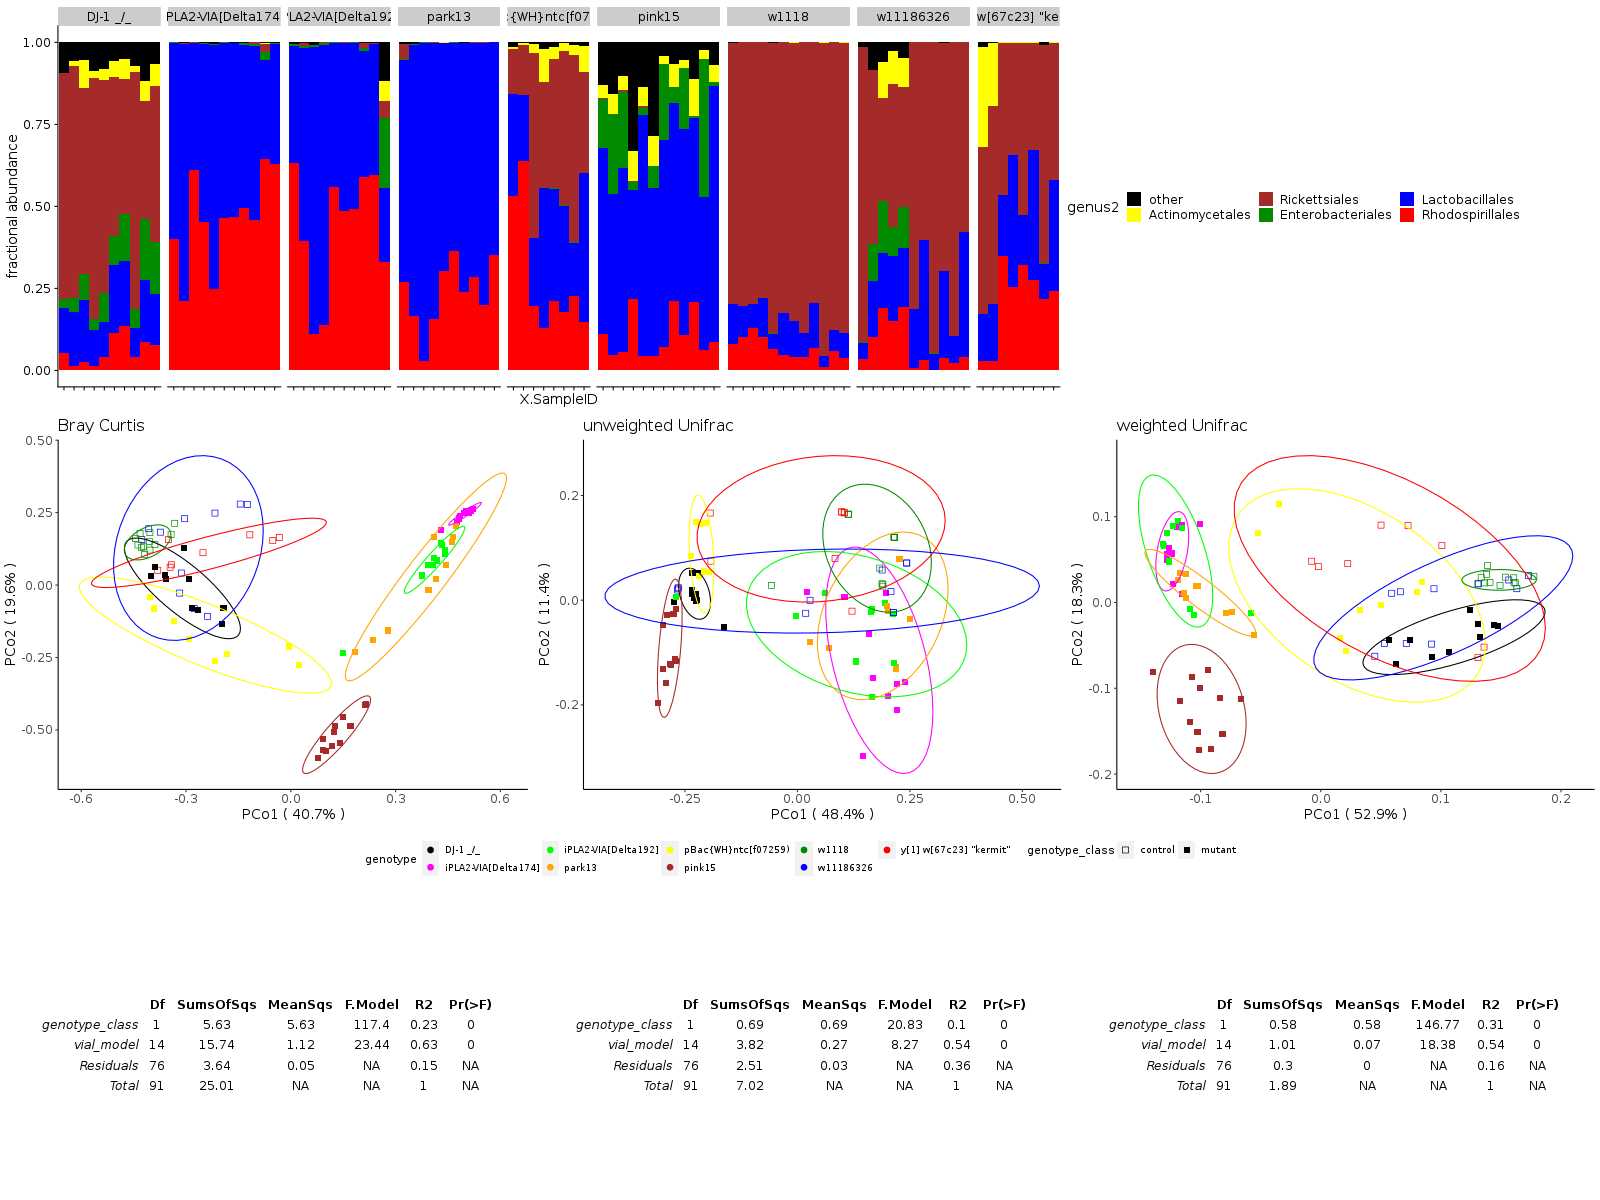 DJ-1 _/_ PLA2-VIA[Delta174 PLA2-VIA[Delta192 park13 c{WH}ntc[f07 pink15 w1118 w11186326 w[67c23] "ke
1.00
0.75
0.50
0.25
0.00
fractional abundance
X.SampleID
genus2
other Rickettsiales Lactobacillales
Actinomycetales Enterobacteriales Rhodospirillales
Bray Curtis
0.50
0.25
0.00
-0.25
-0.50
PCo2 ( 19.6% )
-0.6 -0.3 0.0 0.3 0.6
PCo1 ( 40.7% )
unweighted Unifrac
0.2
0.0
-0.2
PCo2 ( 11.4% )
-0.25 0.00 0.25 0.50
PCo1 ( 48.4% )
weighted Unifrac
0.1
0.0
-0.1
-0.2
PCo2 ( 18.3% )
-0.1 0.0 0.1 0.2
PCo1 ( 52.9% )
genotype
DJ-1 _/_ iPLA2-VIA[Delta192] pBac{WH}ntc[f07259) w1118 y[1] w[67c23] "kermit"
iPLA2-VIA[Delta174] park13 pink15 w11186326
genotype_class control mutant
Df SumsOfSqs MeanSqs F.Model R2 Pr(>F)
genotype_class 1 5.63 5.63 117.4 0.23 0
vial_model 14 15.74 1.12 23.44 0.63 0
Residuals 76 3.64 0.05 NA 0.15 NA
Total 91 25.01 NA NA 1 NA
Df SumsOfSqs MeanSqs F.Model R2 Pr(>F)
genotype_class 1 0.69 0.69 20.83 0.1 0
vial_model 14 3.82 0.27 8.27 0.54 0
Residuals 76 2.51 0.03 NA 0.36 NA
Total 91 7.02 NA NA 1 NA
Df SumsOfSqs MeanSqs F.Model R2 Pr(>F)
genotype_class 1 0.58 0.58 146.77 0.31 0
vial_model 14 1.01 0.07 18.38 0.54 0
Residuals 76 0.3 0 NA 0.16 NA
Total 91 1.89 NA NA 1 NA